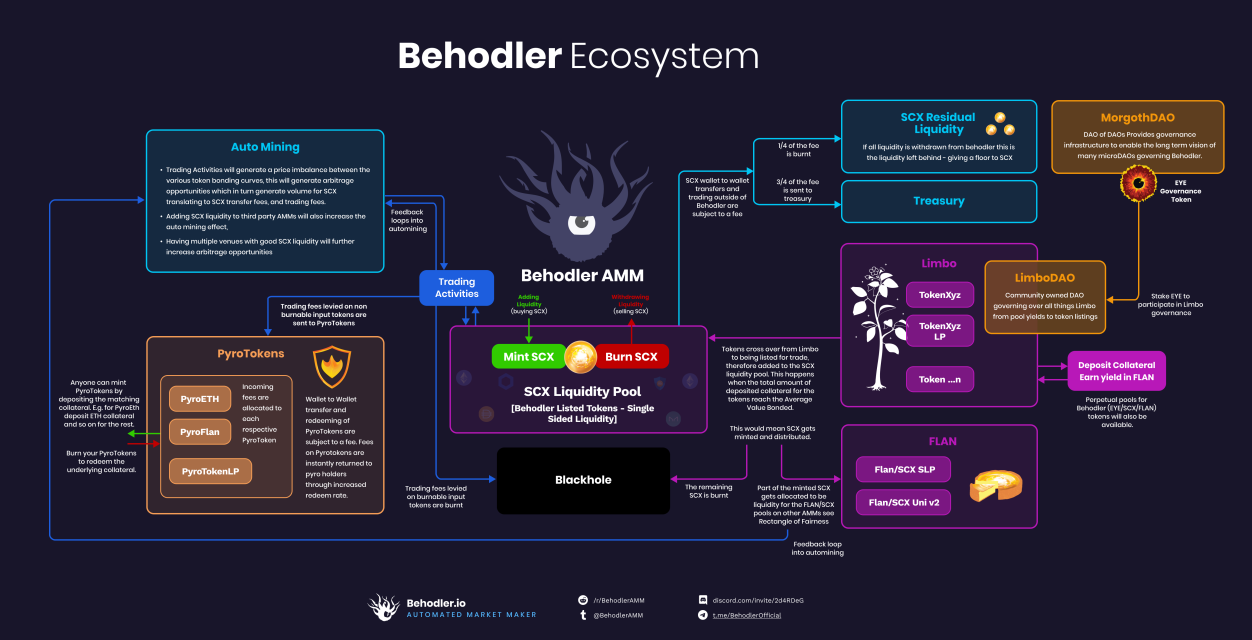 Behodler Ecosystem
Auto Mining
• Trading Activities will generate a price imbalance between the
various token bonding curves, this will generate arbitrage
opportunities which in turn generate volume for SCX
translating to SCX transfer fees, and trading fees.
• Adding SCX liquidity to third party AMMs will also increase the
auto mining effect,
• Having multiple venues with good SCX liquidity will further
increase arbitrage opportunities
Feedback
loops into
automining
Trading
Activities
Trading fees levied on non
burnable input tokens are
sent to PyroTokens
Behodler AMM
Adding
Liquidity
(buying SCX)
Withdrawing
Liquidity
(selling SCX)
Mint SCX
Burn SCX
SCX Liquidity Pool
[Behodler Listed Tokens - Single
Sided Liquidity]
Blackhole
SCX wallet to wallet
transfers and
trading outside of
Behodler are
subject to a fee
1/4 of the fee
is burnt
3/4 of the fee
is sent to
treasury
SCX Residual
Liquidity
If all liquidity is withdrawn from behodler this is
the liquidity left behind - giving a floor to SCX
Treasury
MorgothDAO
DAO of DAOs Provides governance
infrastructure to enable the long term vision of
many microDAOs governing Behodler.
EYE
Governance
Token
Limbo
TokenXyz
TokenXyz
LP
Token ...n
LimboDAO
Community owned DAO
governing over all things Limbo
from pool yields to token listings
Stake EYE to
participate in Limbo
governance
Deposit Collateral
Earn yield in FLAN
Perpetual pools for
Behodler (EYE/SCX/FLAN)
tokens will also be
available.
Tokens cross over from Limbo
to being listed for trade,
therefore added to the SCX
liquidity pool. This happens
when the total amount of
deposited collateral for the
tokens reach the Average
Value Bonded.
This would mean SCX gets
minted and distributed.
The remaining
SCX is burnt
Part of the minted SCX
gets allocated to be
liquidity for the FLAN/SCX
pools on other AMMs see
Rectangle of Fairness
FLAN
Flan/SCX SLP
Flan/SCX Uni v2
Feedback loop
into automining
PyroTokens
PyroETH
PyroFlan
PyroTokenLP
Incoming
fees are
allocated to
each
respective
PyroToken
Wallet to Wallet
transfer and
redeeming of
PyroTokens are
subject to a fee. Fees
on Pyrotokens are
instantly returned to
pyro holders
through increased
redeem rate.
Anyone can mint
PyroTokens by
depositing the matching
collateral. E.g. for PyroEth
deposit ETH collateral
and so on for the rest.
Burn your PyroTokens
to redeem the
underlying collateral.
Trading fees levied
on burnable input
tokens are burnt
Behodler.io
AUTOMATED MARKET MAKER
/r/BehodlerAMM
@BehodlerAMM
discord.com/invite/2d4RDeG
t.me/BehodlerOfficial